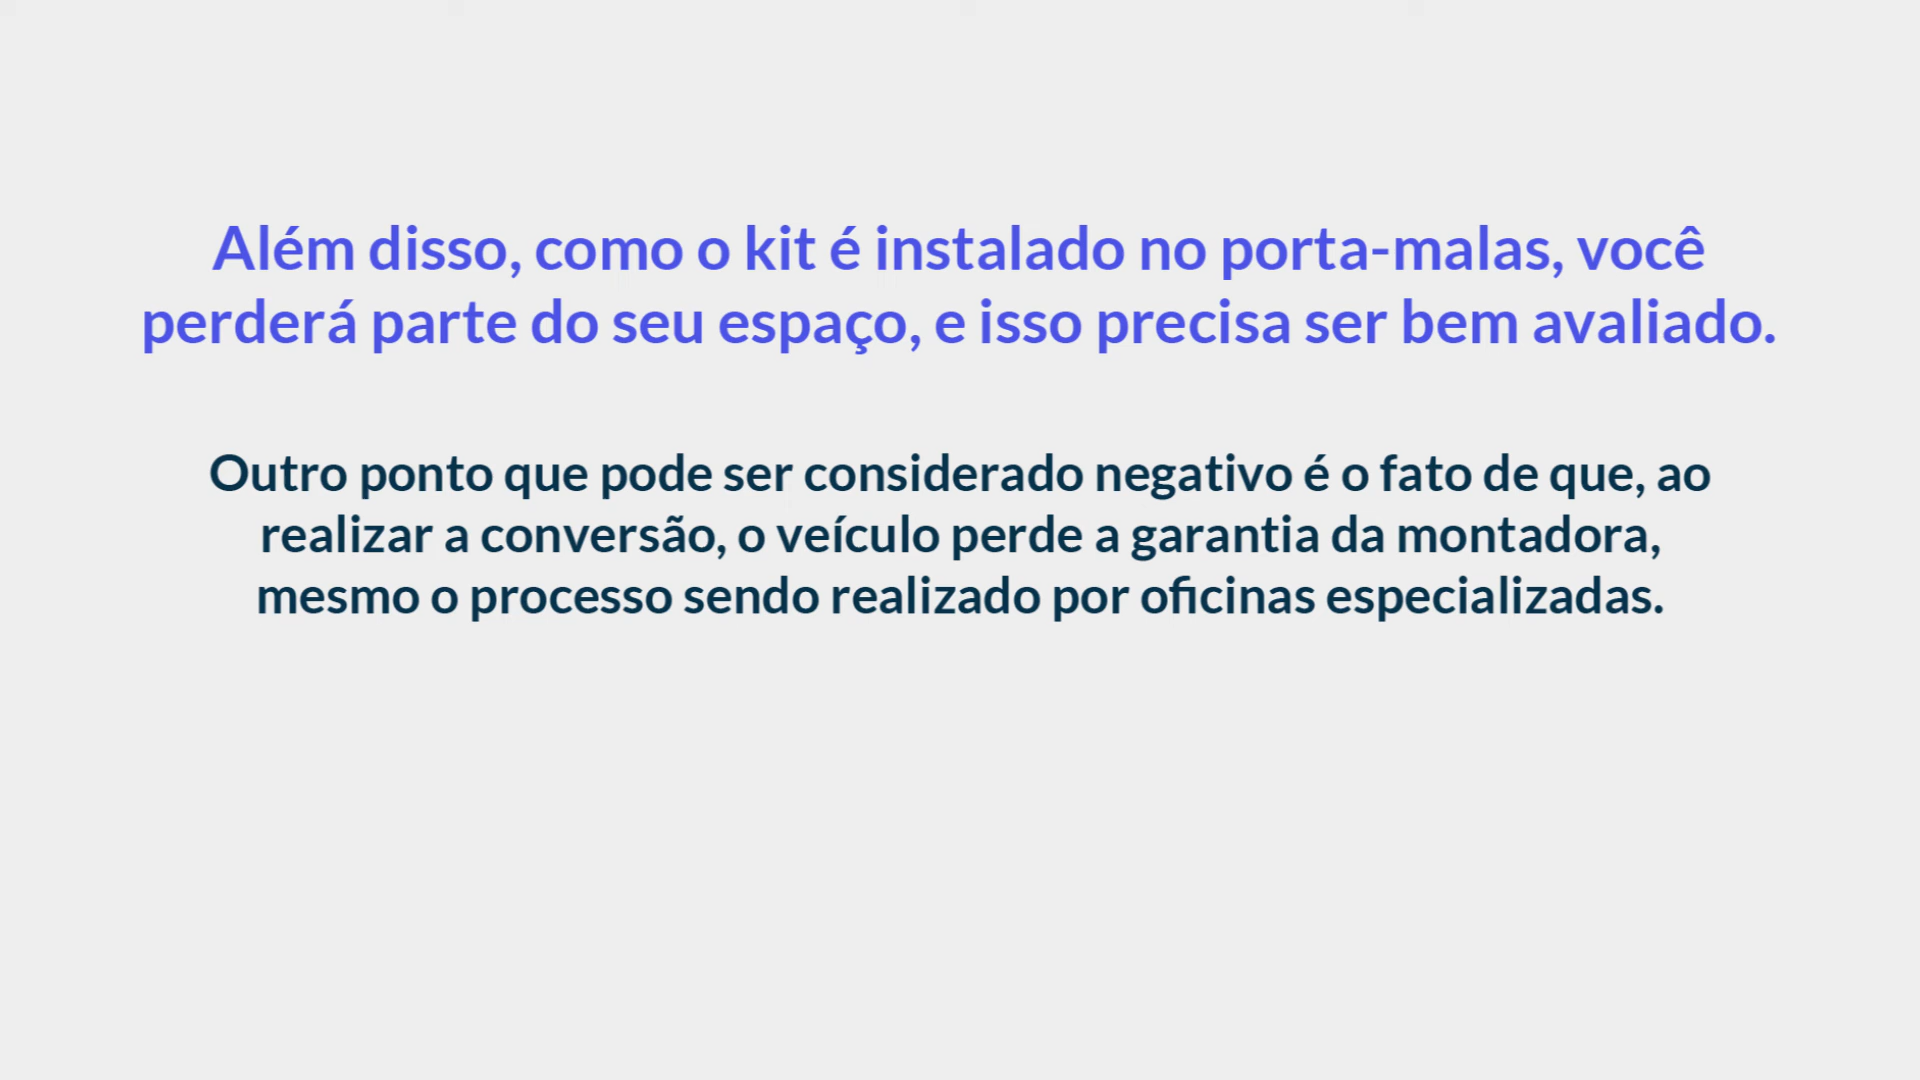 Além disso, como o kit é instalado no porta-malas, você
perderá parte do seu espaço, e isso precisa ser bem avaliado.
Outro ponto que pode ser considerado negativo é o fato de que, ao
realizar a conversão, o veículo perde a garantia da montadora,
mesmo o processo sendo realizado por oficinas especializadas.